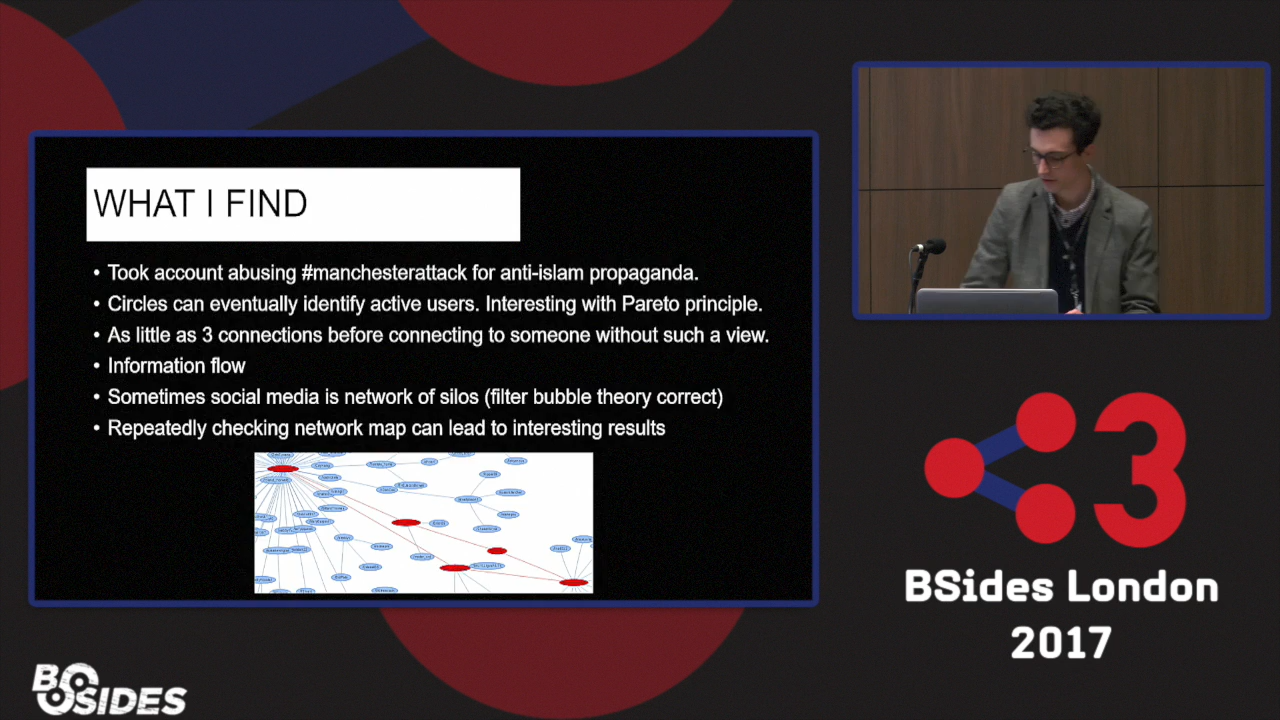 WHAT I FIND
• Took account abusing #manchesterattack for anti-islam propaganda.
• Circles can eventually identify active users. Interesting with Pareto principle.
• As little as 3 connections before connecting to someone without such a view.
• Information flow
• Sometimes social media is network of silos (filter bubble theory correct)
• Repeatedly checking network map can lead to interesting results
3
BSides London
2017
BSIDES